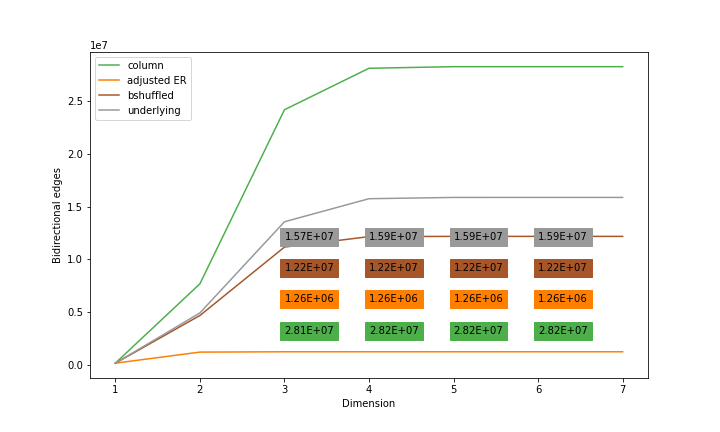 1e7
column
adjusted ER
bshuffled
underlying
2.5
2.0
1.5
1.0
0.5
0.0
Bidirectional edges
1.57E+07 1.59E+07 1.59E+07 1.59E+07
1.22E+07 1.22E+07 1.22E+07 1.22E+07
1.26E+06 1.26E+06 1.26E+06 1.26E+06
2.81E+07 2.82E+07 2.82E+07 2.82E+07
1 2 3 4 5 6 7
Dimension